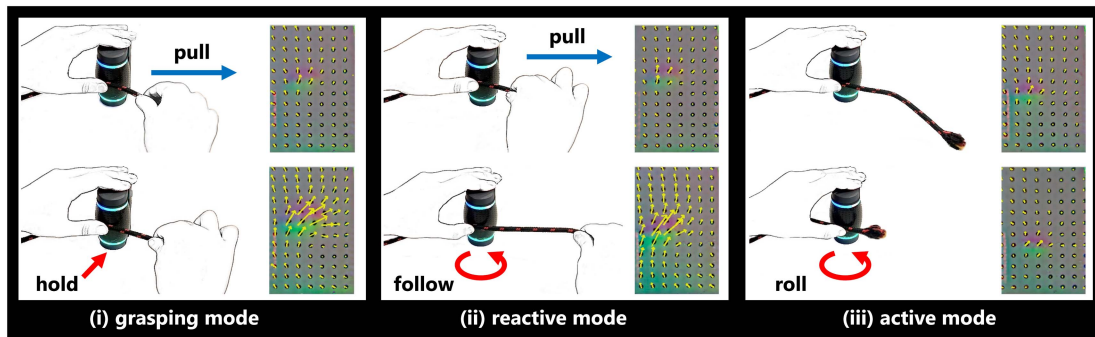 pull
hold
(i) grasping mode
pull
follow
(ii) reactive mode
roll
(iii) active mode